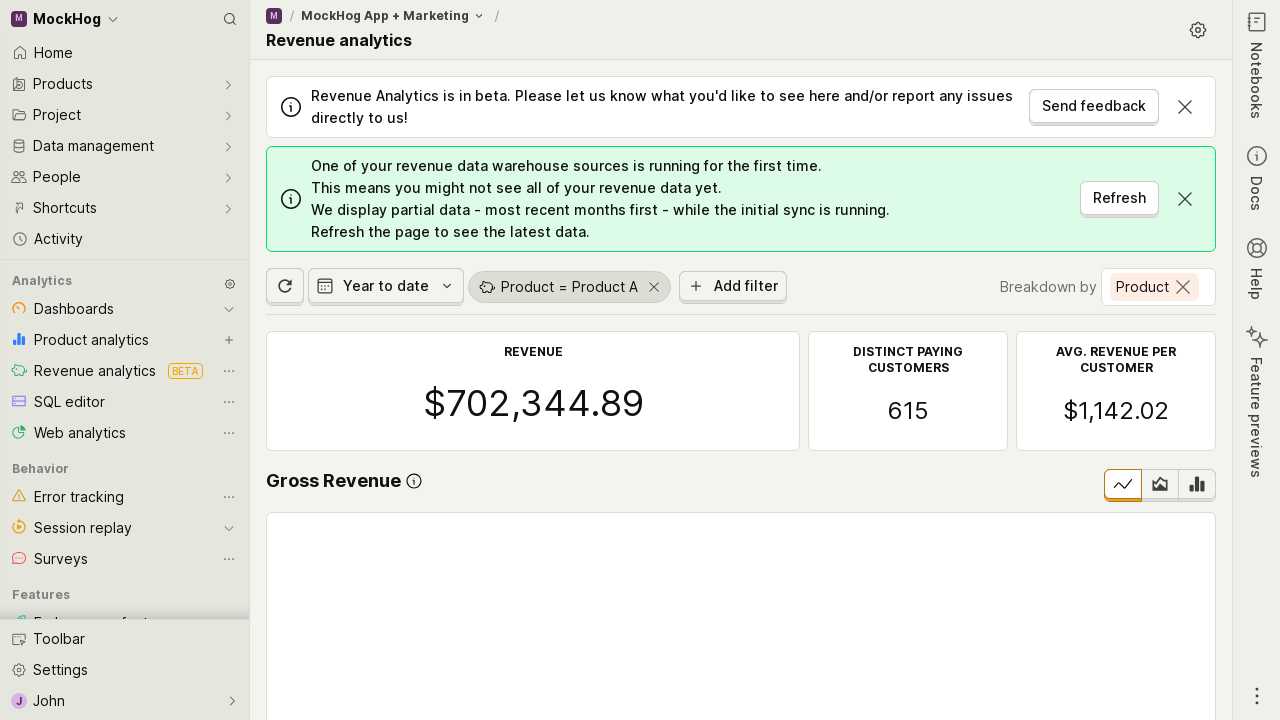 M MockHog
Home
Products
Project
Data management
People
Shortcuts
Activity
Analytics
Dashboards
Product analytics
Revenue analytics BETA
SQL editor
Web analytics
Behavior
Error tracking
Session replay
Surveys
Features
Toolbar
Settings
J John
M / MockHog App + Marketing /
Revenue analytics
Revenue Analytics is in beta. Please let us know what you'd like to see here and/or report any issues
directly to us!
Send feedback
One of your revenue data warehouse sources is running for the first time.
This means you might not see all of your revenue data yet.
We display partial data - most recent months first - while the initial sync is running.
Refresh the page to see the latest data.
Refresh
Year to date
Product = Product A
Add filter
Breakdown by Product
REVENUE
$702,344.89
DISTINCT PAYING
CUSTOMERS
615
AVG. REVENUE PER
CUSTOMER
$1,142.02
Gross Revenue
Notebooks
Docs
Help
Feature previews